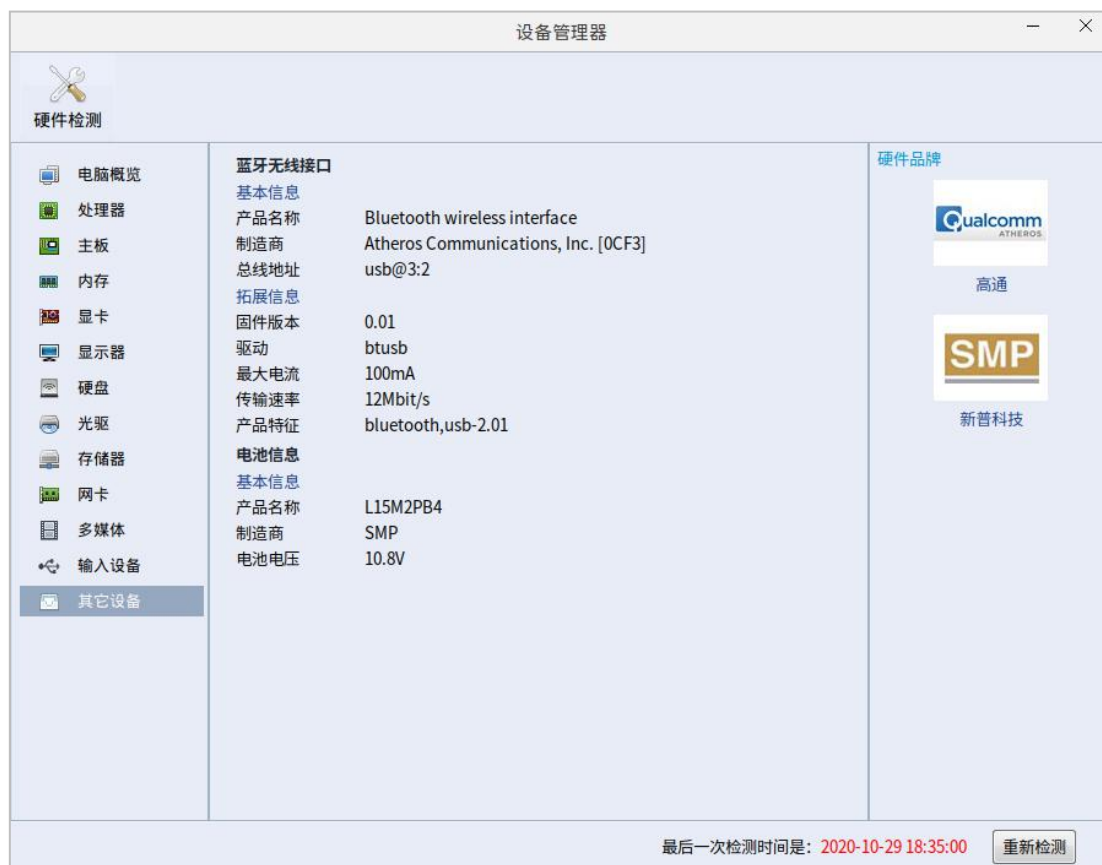 设备管理器
硬件检测
电脑概览
处理器
主板
内存
显卡
显示器
硬盘
光驱
存储器
网卡
多媒体
输入设备
其它设备
蓝牙无线接口
基本信息
产品名称 Bluetooth wireless interface
制造商 Atheros Communications, Inc. [0CF3]
总线地址 usb@3:2
拓展信息
固件版本 0.01
驱动 btusb
最大电流 100mA
传输速率 12Mbit/s
产品特征 bluetooth,usb-2.01
电池信息
基本信息
产品名称 L15M2PB4
制造商 SMP
电池电压 10.8V
硬件品牌
Qualcomm
ATHEROS
高通
SMP
新普科技
最后一次检测时间是：2020-10-29 18:35:00 重新检测